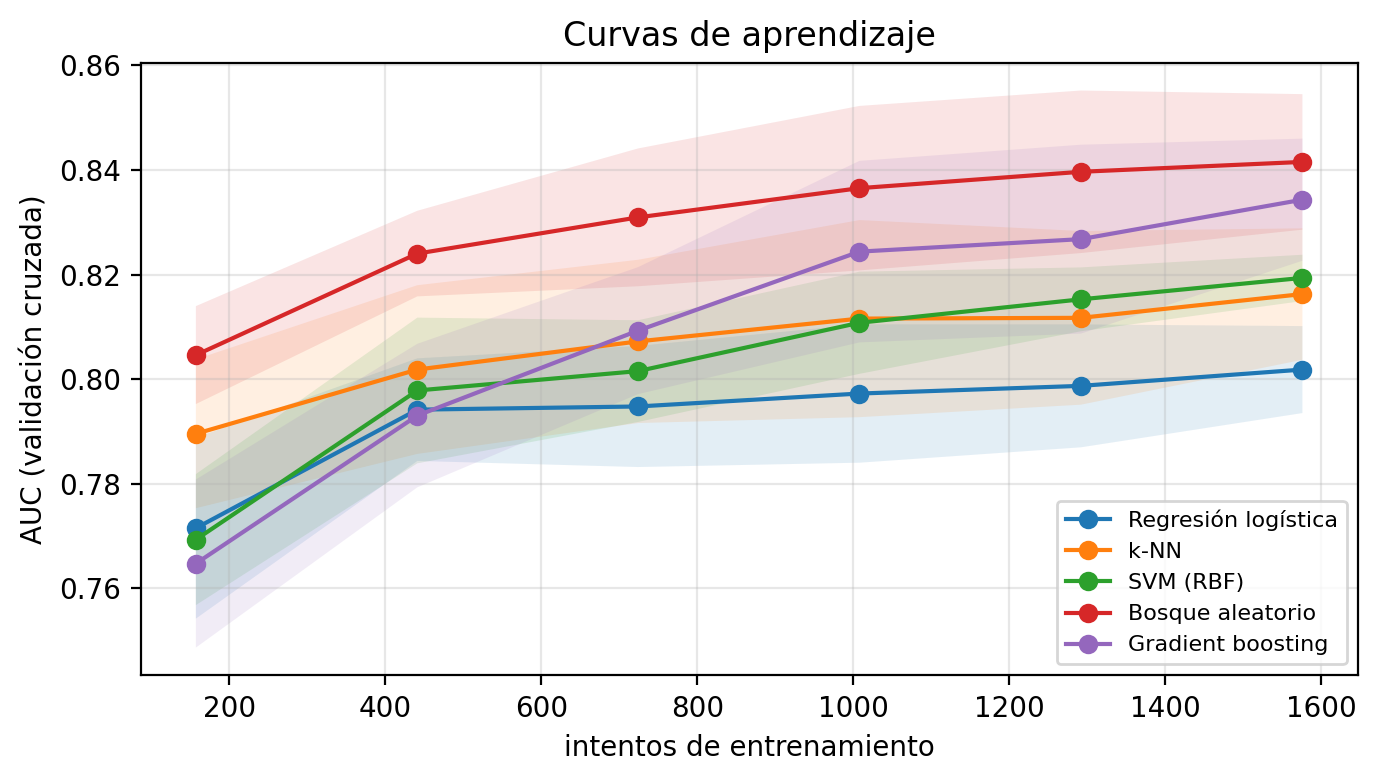 Curvas de aprendizaje
AUC (validación cruzada)
0.86
0.84
0.82
0.80
0.78
0.76
200 400 600 800 1000 1200 1400 1600
intentos de entrenamiento
Regresión logística
k-NN
SVM (RBF)
Bosque aleatorio
Gradient boosting